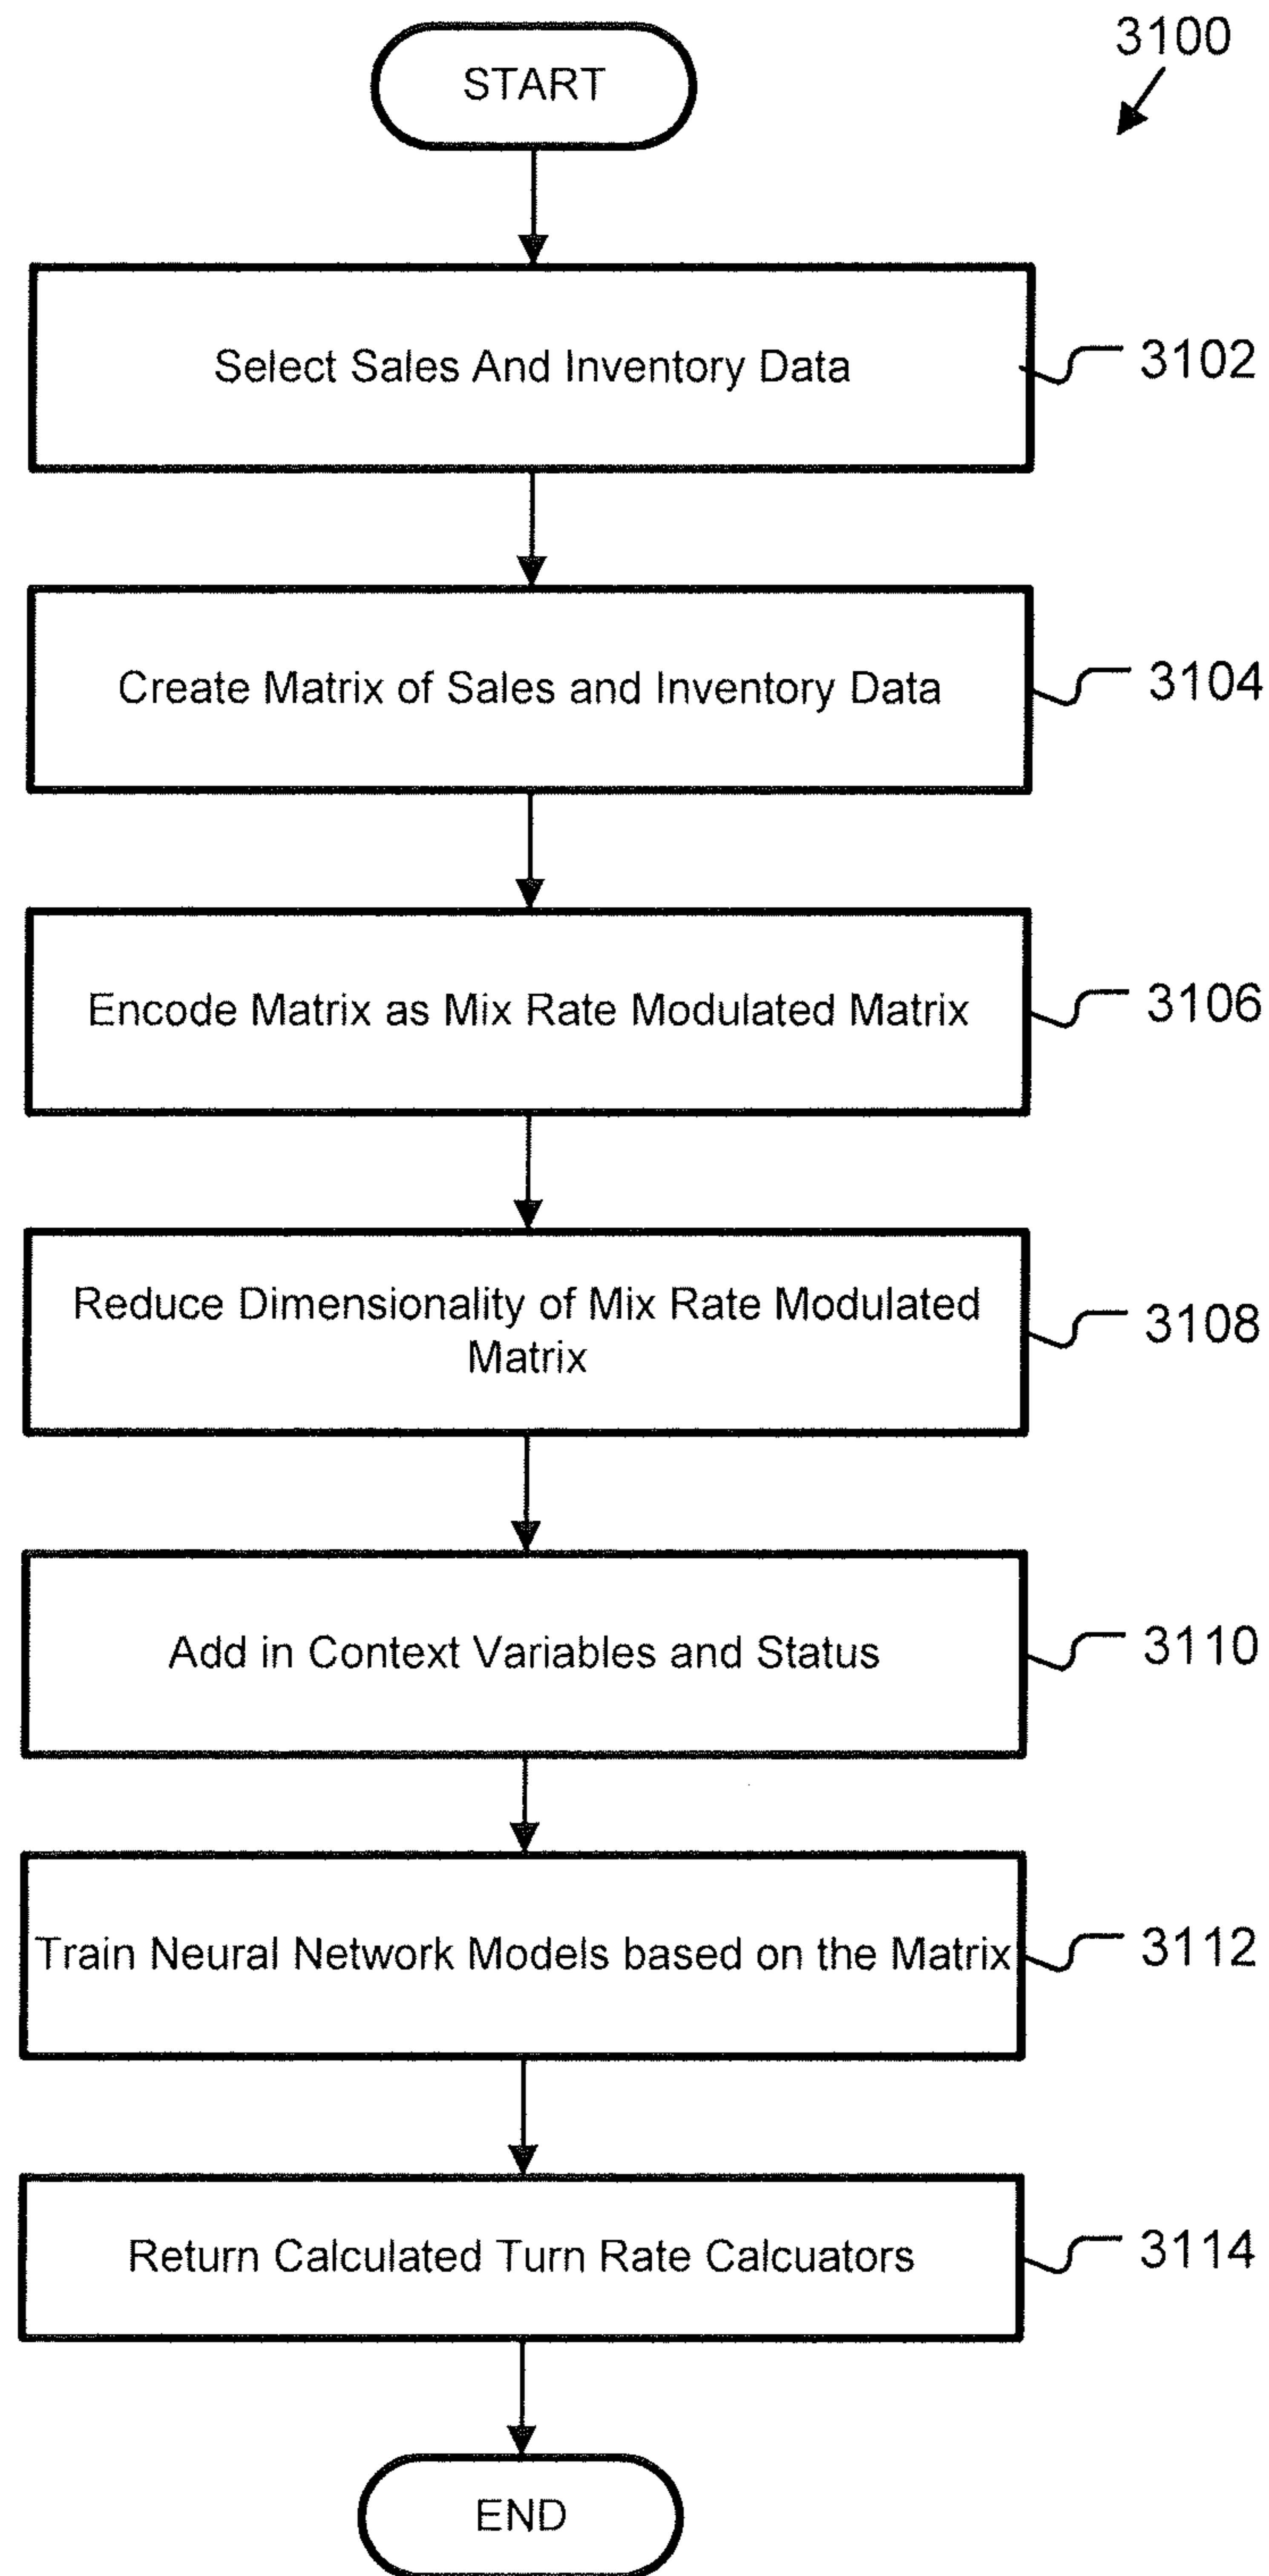 3100
START
Select Sales And Inventory Data
3102
Create Matrix of Sales and Inventory Data
3104
Encode Matrix as Mix Rate Modulated Matrix
3106
Reduce Dimensionality of Mix Rate Modulated
Matrix
3108
Add in Context Variables and Status
3110
Train Neural Network Models based on the Matrix
3112
Return Calculated Turn Rate Calcuators
3114
END